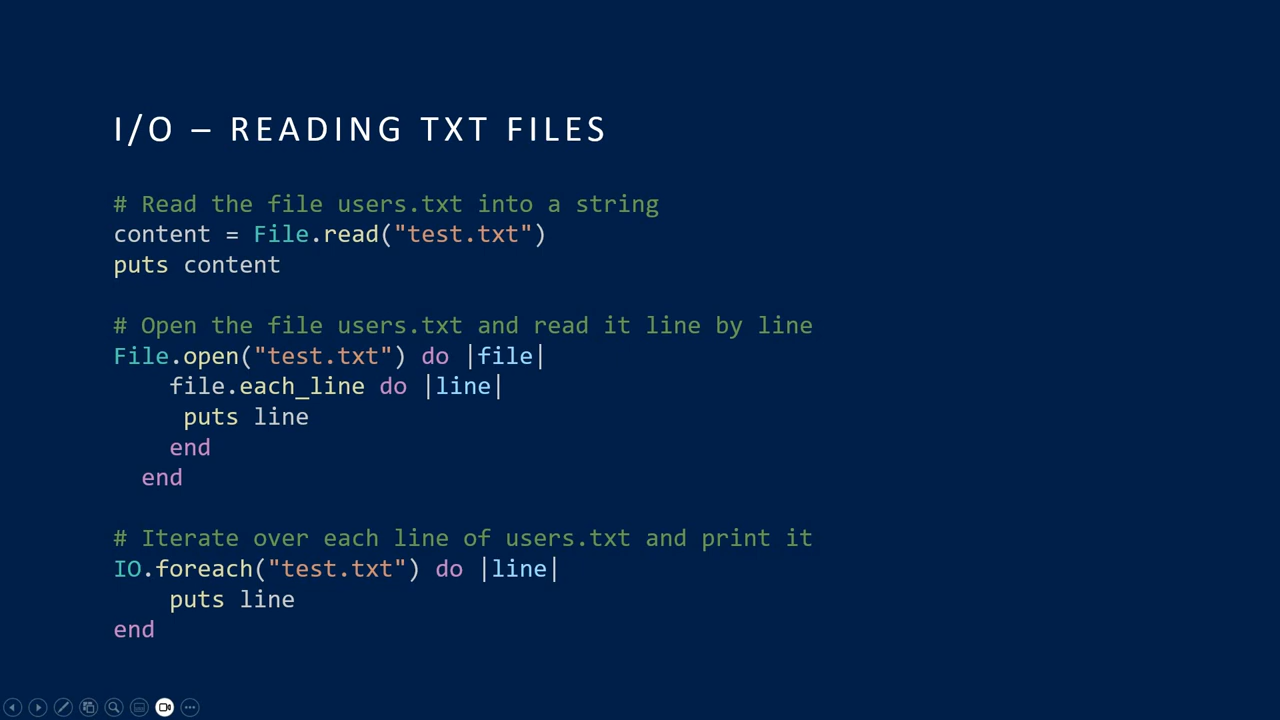 I/O – READING TXT FILES
# Read the file users.txt into a string
content = File.read("test.txt")
puts content
# Open the file users.txt and read it line by line
File.open("test.txt") do |file|
    file.each_line do |line|
     puts line
    end
  end
# Iterate over each line of users.txt and print it
IO.foreach("test.txt") do |line|
    puts line
end